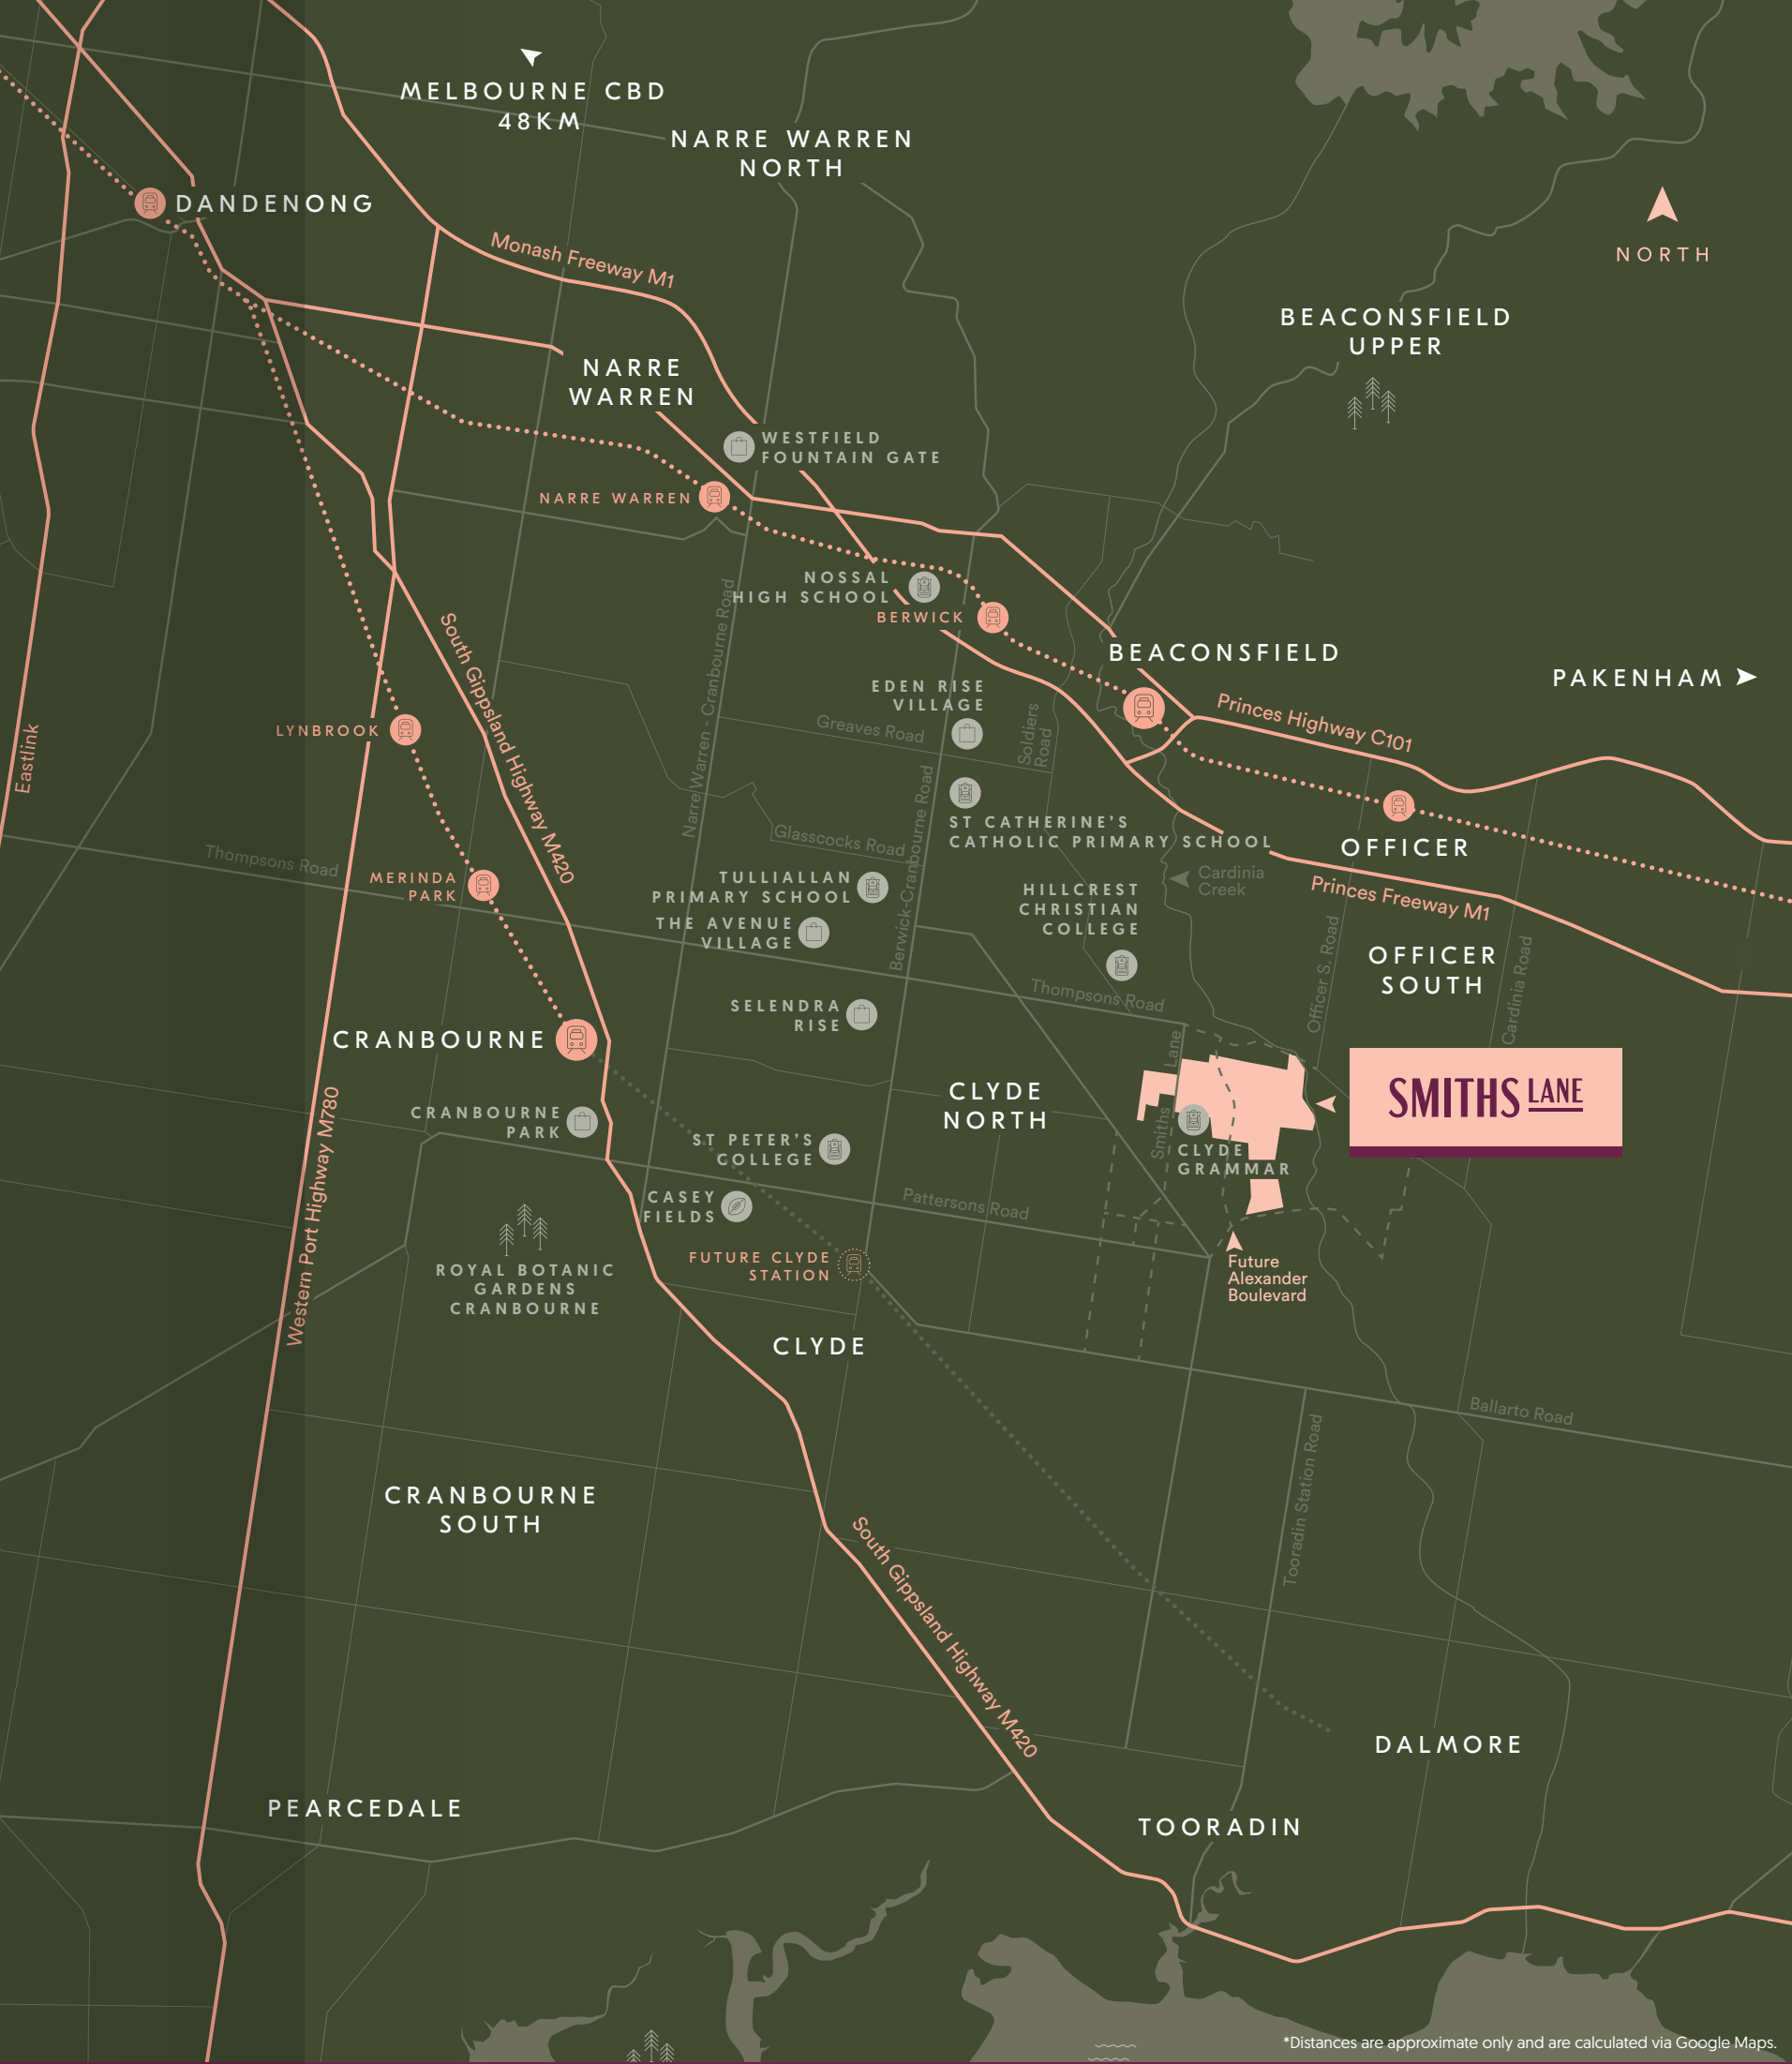 MELBOURNE CBD
48KM
NARRE WARREN
NORTH
DANDENONG
NORTH
Monash Freeway M1
BEACONSFIELD
UPPER
NARRE
WARREN
WESTFIELD
FOUNTAIN GATE
NARRE WARREN
NOSSAL
HIGH SCHOOL
BERWICK
BEACONSFIELD
PAKENHAM
South Gippsland Highway M420
Narre Warren - Cranbourne Road
EDEN RISE
VILLAGE
Greaves Road
Soldiers
Road
Princes Highway C101
LYNBROOK
Eastlink
ST CATHERINE'S
CATHOLIC PRIMARY SCHOOL
Glasscocks Road
Berwick-Cranbourne Road
OFFICER
Thompsons Road
MERINDA
PARK
TULLIALLAN
PRIMARY SCHOOL
Cardinia
Creek
HILLCREST
CHRISTIAN
COLLEGE
Princes Freeway M1
THE AVENUE
VILLAGE
OFFICER
SOUTH
Officer S. Road
Cardinia Road
Thompsons Road
SELENDRA
RISE
CRANBOURNE
Smiths Lane
CLYDE
NORTH
SMITHS LANE
CRANBOURNE
PARK
Western Port Highway M780
ST PETER'S
COLLEGE
CLYDE
GRAMMAR
CASEY
FIELDS
Pattersons Road
FUTURE CLYDE
STATION
Future
Alexander
Boulevard
ROYAL BOTANIC
GARDENS
CRANBOURNE
CLYDE
Ballarto Road
Tooradin Station Road
CRANBOURNE
SOUTH
South Gippsland Highway M420
DALMORE
PEARCEDALE
TOORADIN
*Distances are approximate only and are calculated via Google Maps.